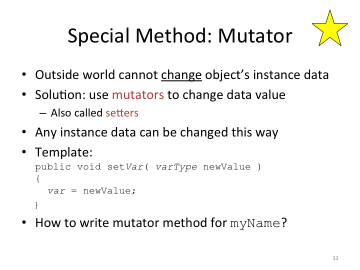 Special Method: Mutator
• Outside world cannot change object's instance data
• Solution: use mutators to change data value
– Also called setters
• Any instance data can be changed this way
• Template:
public void setVar( varType newValue )
{
var = newValue;
}
• How to write mutator method for myName?